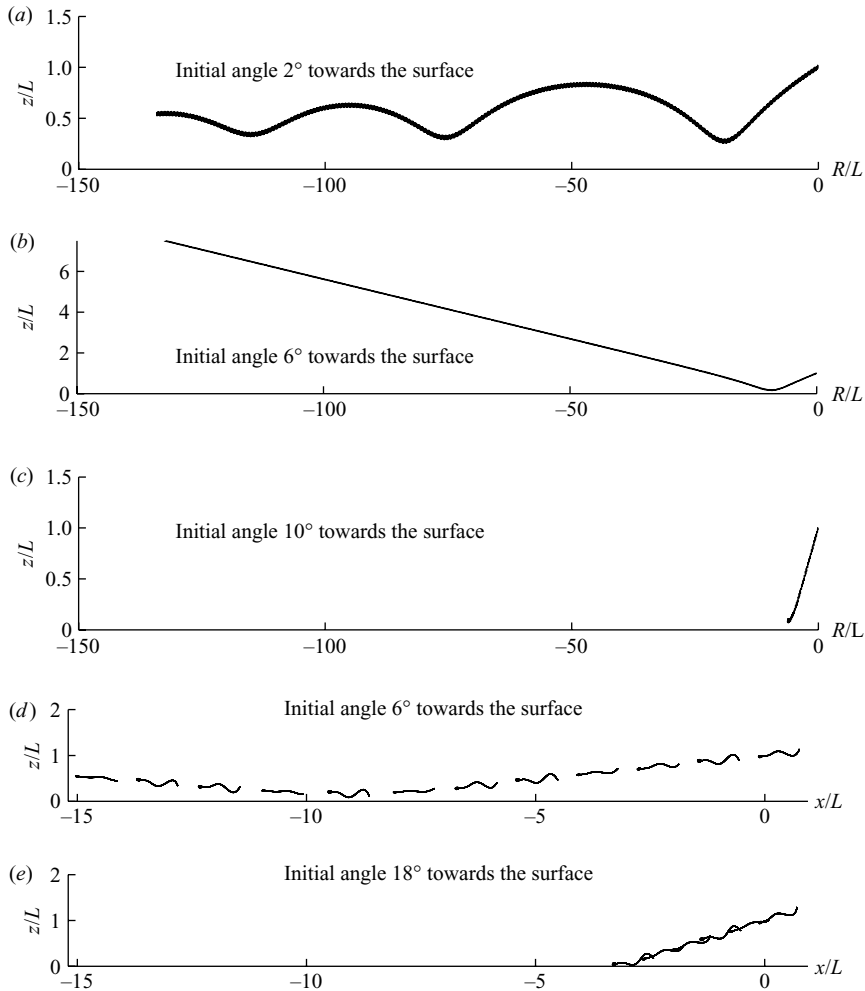 (a)
1.5
1.0
0.5
0
z/L
Initial angle 2° towards the surface
–150
–100
–50
0
R/L
(b)
6
4
2
0
z/L
Initial angle 6° towards the surface
–150
–100
–50
0
R/L
(c)
1.5
1.0
0.5
0
z/L
Initial angle 10° towards the surface
–150
–100
–50
0
R/L
(d)
2
1
0
z/L
Initial angle 6° towards the surface
–15
–10
–5
0
x/L
(e)
2
1
0
z/L
Initial angle 18° towards the surface
–15
–10
–5
0
x/L